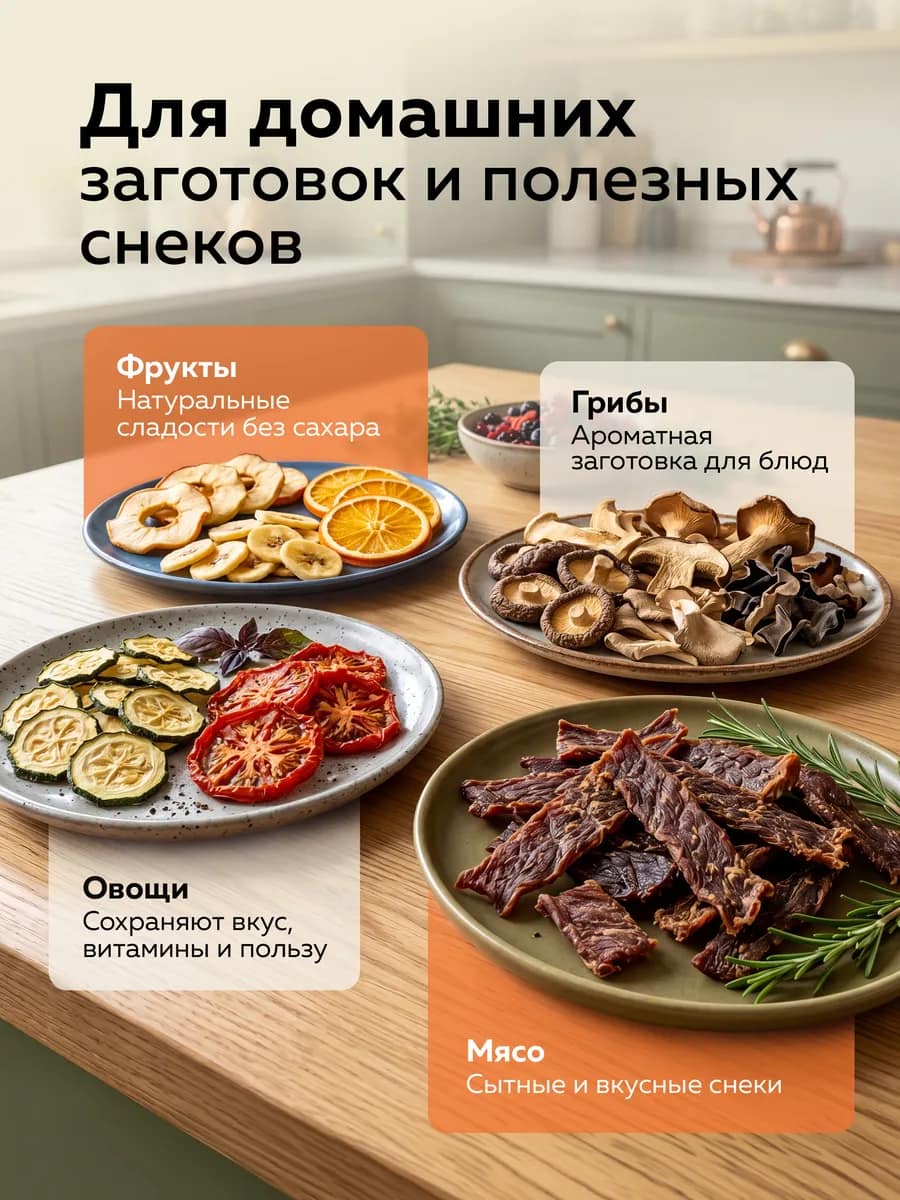 Для домашних
заготовок и полезных
снеков
Фрукты
Натуральные
сладости без сахара
Грибы
Ароматная
заготовка для блюд
Овощи
Сохраняют вкус,
витамины и пользу
Мясо
Сытные и вкусные снеки